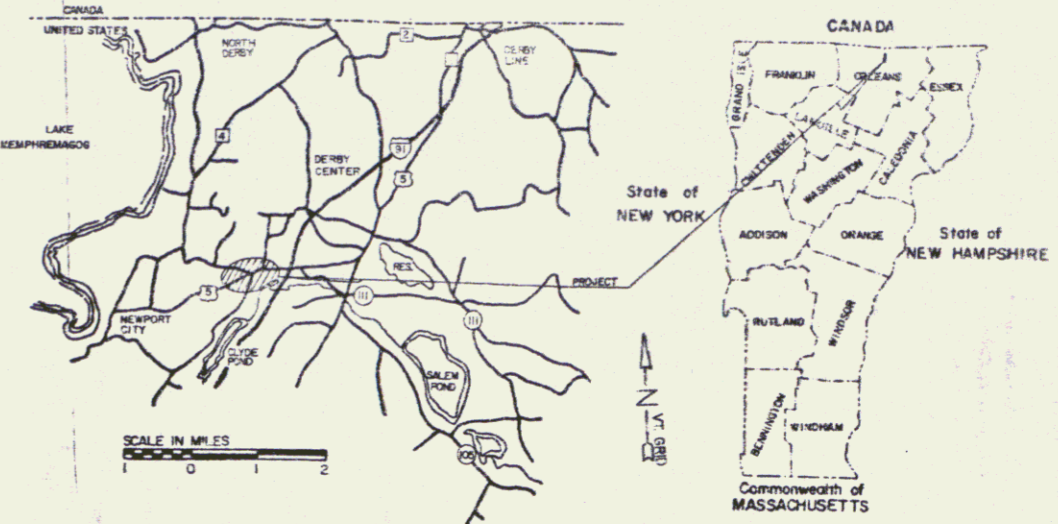 CANADA
UNITED STATES
NORTH
DERBY
2
DERBY
LINE
LAKE
MEMPHREMAGOG
4
91
DERBY
CENTER
5
RES.
PROJECT
5
111
NEWPORT
CITY
111
CLYDE
POND
SALEM
POND
105
SCALE IN MILES
1 0 1 2
N
VT. GRID
CANADA
GRAND ISLE
FRANKLIN
ORLEANS
ESSEX
LAMOILLE
CHITTENDEN
CALEDONIA
WASHINGTON
State of
NEW YORK
ADDISON
ORANGE
State of
NEW HAMPSHIRE
RUTLAND
WINDSOR
BENNINGTON
WINDHAM
Commonwealth of
MASSACHUSETTS